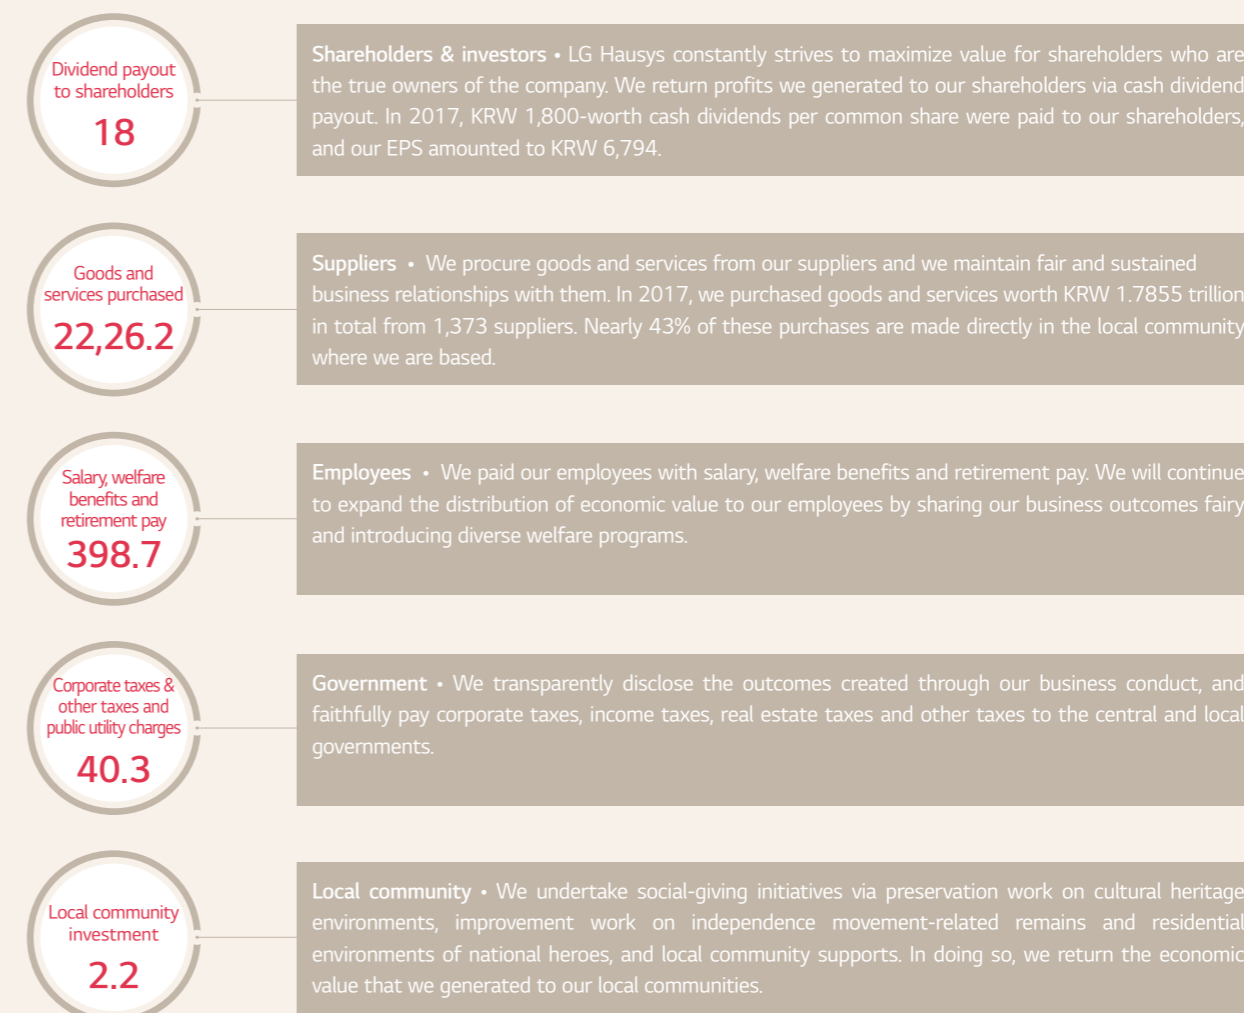 Dividend payout
to shareholders
18
Shareholders & investors • LG Hausys constantly strives to maximize value for shareholders who are
the true owners of the company. We return profits we generated to our shareholders via cash dividend
payout. In 2017, KRW 1,800-worth cash dividends per common share were paid to our shareholders,
and our EPS amounted to KRW 6,794.
Goods and
services purchased
22,26.2
Suppliers • We procure goods and services from our suppliers and we maintain fair and sustained
business relationships with them. In 2017, we purchased goods and services worth KRW 1.7855 trillion
in total from 1,373 suppliers. Nearly 43% of these purchases are made directly in the local community
where we are based.
Salary, welfare
benefits and
retirement pay
398.7
Employees • We paid our employees with salary, welfare benefits and retirement pay. We will continue
to expand the distribution of economic value to our employees by sharing our business outcomes fairy
and introducing diverse welfare programs.
Corporate taxes &
other taxes and
public utility charges
40.3
Government • We transparently disclose the outcomes created through our business conduct, and
faithfully pay corporate taxes, income taxes, real estate taxes and other taxes to the central and local
governments.
Local community
investment
2.2
Local community • We undertake social-giving initiatives via preservation work on cultural heritage
environments, improvement work on independence movement-related remains and residential
environments of national heroes, and local community supports. In doing so, we return the economic
value that we generated to our local communities.